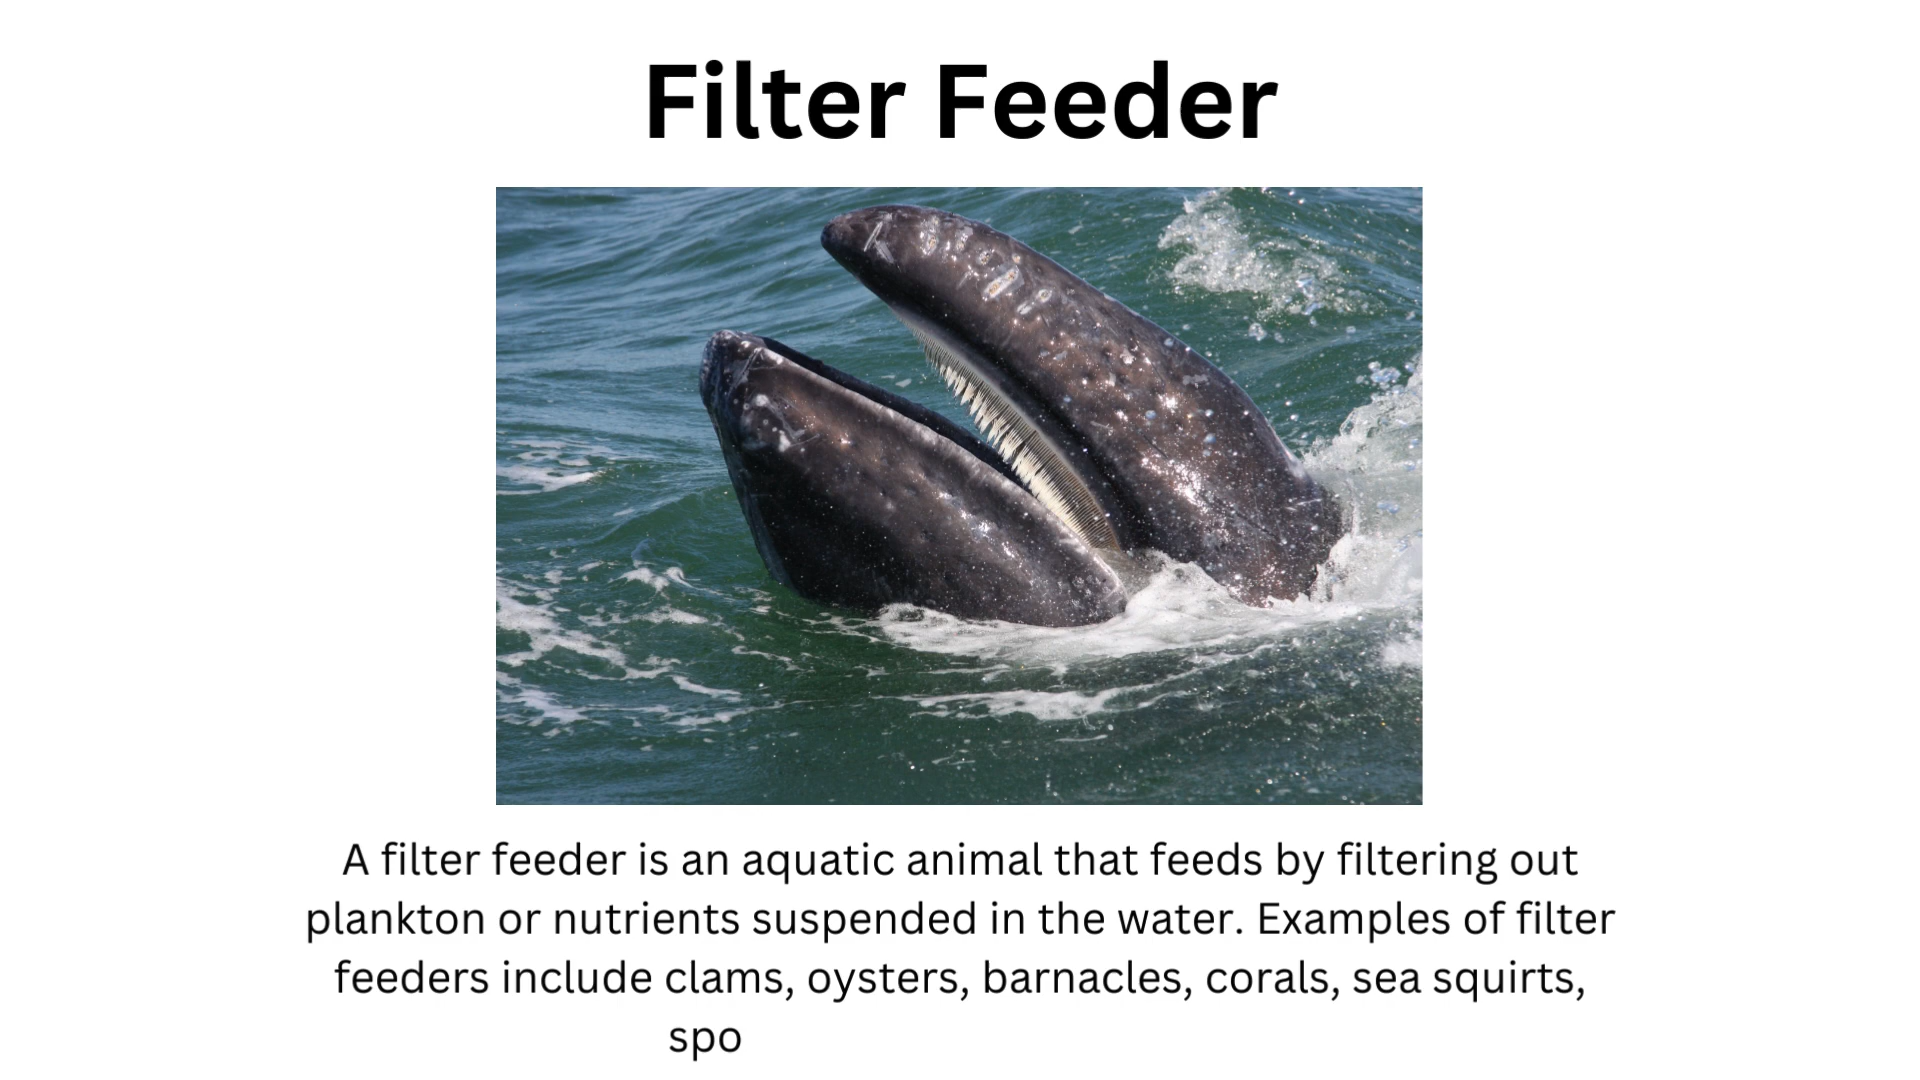 Filter Feeder
A filter feeder is an aquatic animal that feeds by filtering out
plankton or nutrients suspended in the water. Examples of filter
feeders include clams, oysters, barnacles, corals, sea squirts,
spo